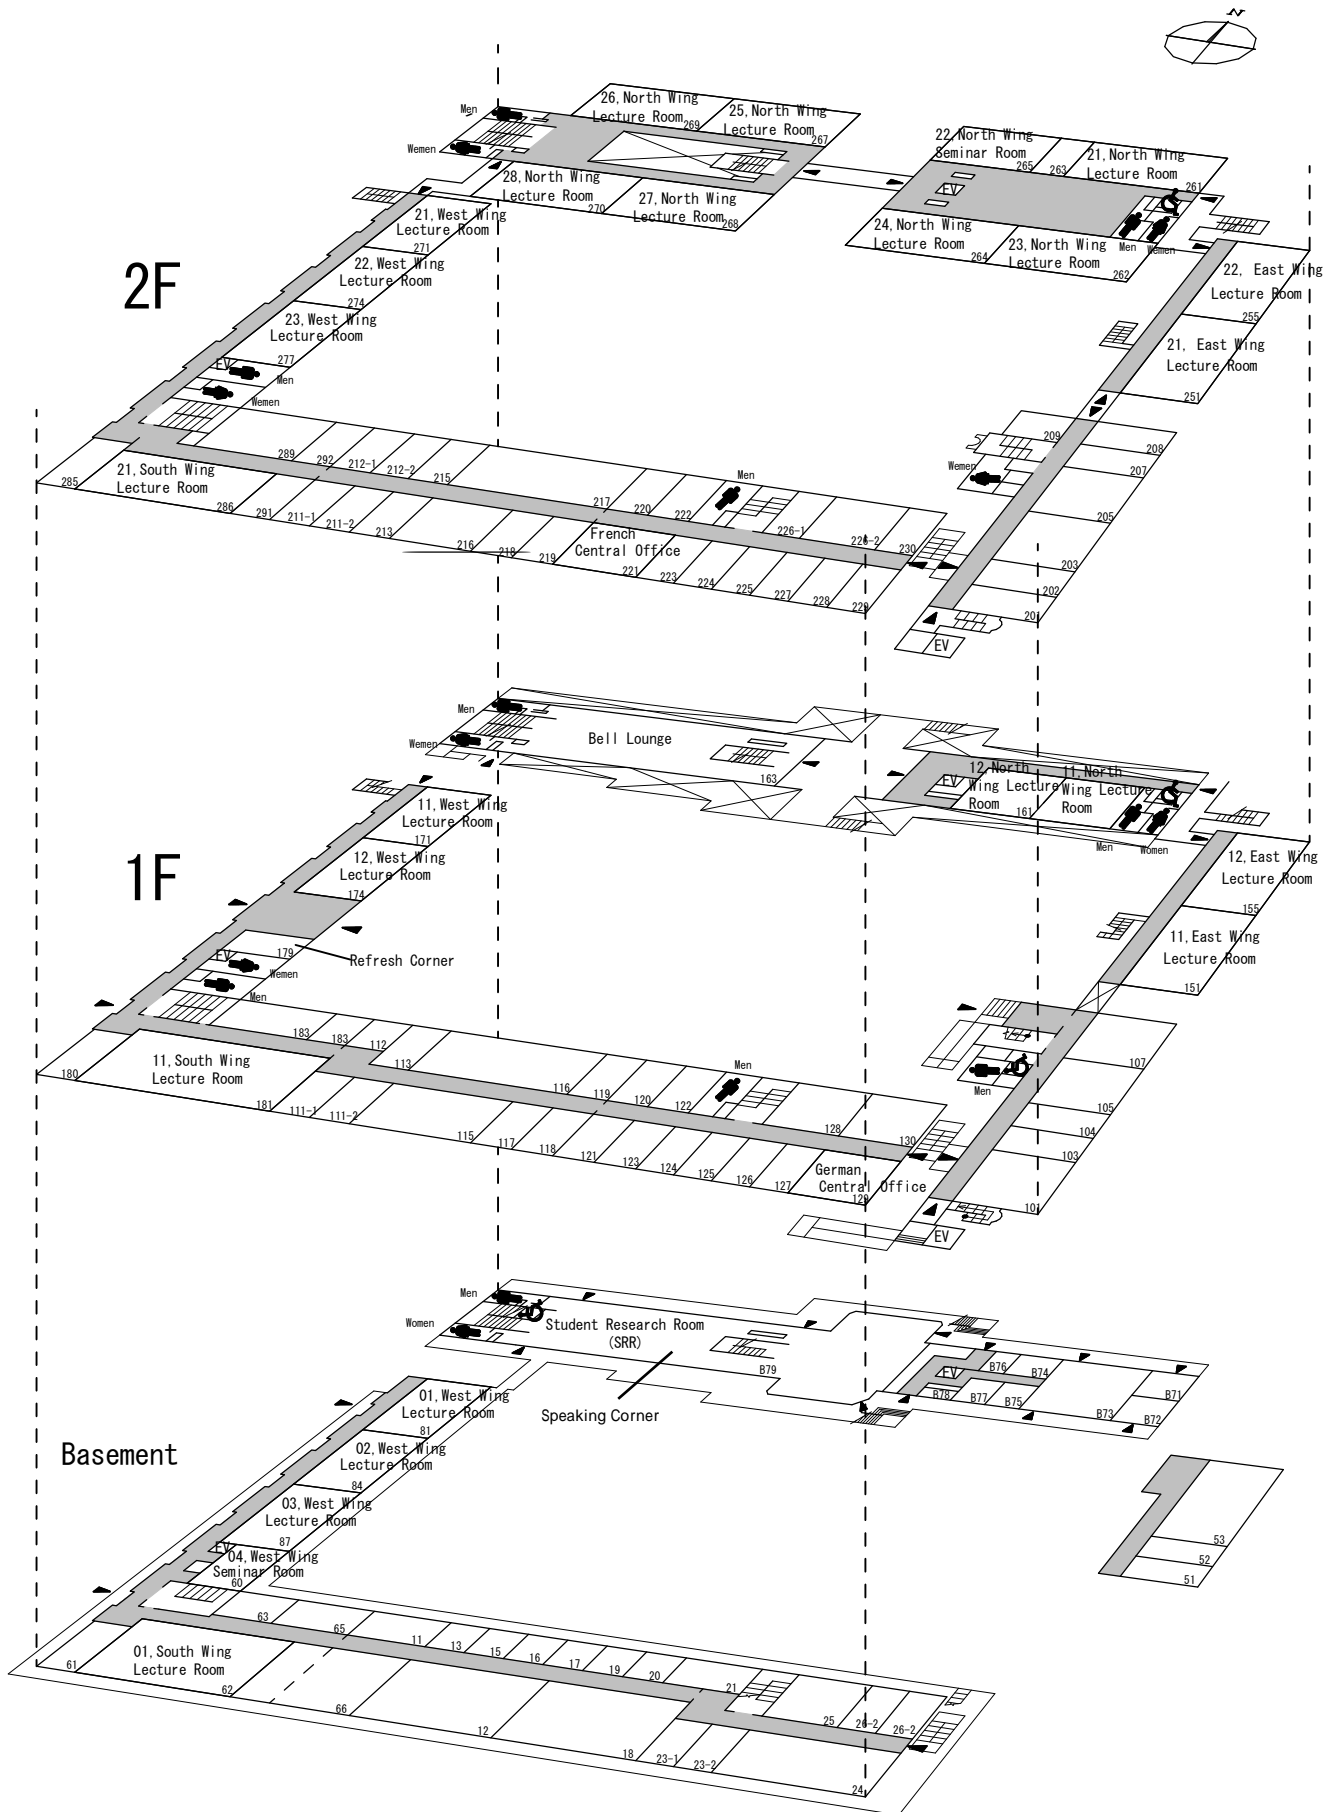 N
Men
Wemen
26, North Wing
Lecture Room
269
25, North Wing
Lecture Room
267
28, North Wing
Lecture Room
270
27, North Wing
Lecture Room
268
22, North Wing
Seminar Room
265
263
21, North Wing
Lecture Room
261
EV
24, North Wing
Lecture Room
264
23, North Wing
Lecture Room
262
Men
Wemen
2F
21, West Wing
Lecture Room
271
22, West Wing
Lecture Room
274
23, West Wing
Lecture Room
277
EV
Men
Wemen
22, East Wing
Lecture Room
255
21, East Wing
Lecture Room
251
21, South Wing
Lecture Room
285
286
289
292
212-1
212-2
215
217
220
222
Men
226-1
226-2
230
291
211-1
211-2
213
216
218
219
French
Central Office
221
223
224
225
227
228
229
Wemen
209
208
207
205
203
202
201
EV
Men
Women
Bell Lounge
163
EV
12, North
Wing Lecture
Room
161
11, North
Wing Lecture
Room
Men
Women
1F
11, West Wing
Lecture Room
171
12, West Wing
Lecture Room
174
179
Refresh Corner
EV
Women
Men
12, East Wing
Lecture Room
155
11, East Wing
Lecture Room
151
180
11, South Wing
Lecture Room
181
183
183
112
113
116
119
120
122
Men
128
130
111-1
111-2
115
117
118
121
123
124
125
126
127
German
Central Office
129
Men
107
105
104
103
101
EV
Men
Women
Student Research Room
(SRR)
B79
Speaking Corner
B76
B74
EV
B78
B77
B75
B73
B71
B72
Basement
01, West Wing
Lecture Room
81
02, West Wing
Lecture Room
84
03, West Wing
Lecture Room
87
EV
04, West Wing
Seminar Room
60
53
52
51
61
01, South Wing
Lecture Room
62
63
65
66
11
13
15
16
17
19
20
21
25
26-2
26-2
12
18
23-1
23-2
24